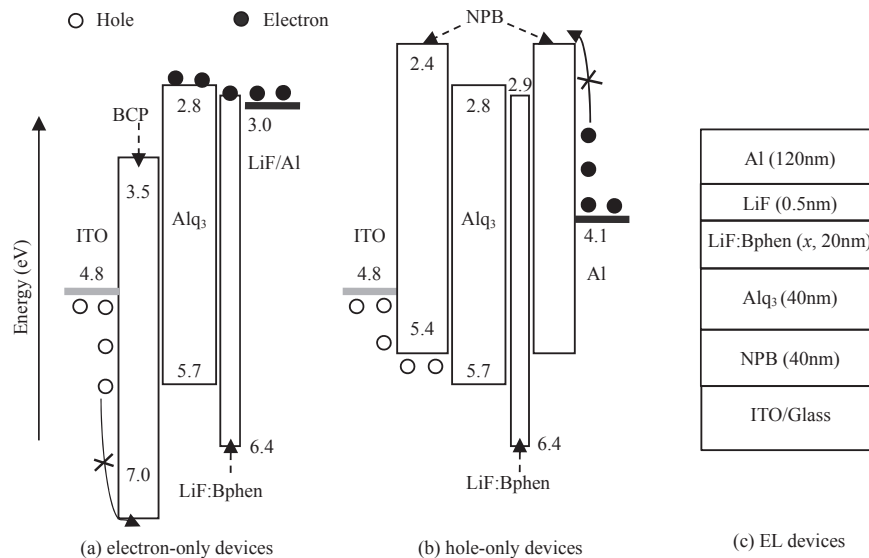 Hole
Electron
NPB
Energy (eV)
BCP
3.5
7.0
ITO
4.8
2.8
Alq₃
5.7
3.0
LiF/Al
6.4
LiF:Bphen
(a) electron-only devices
ITO
4.8
2.4
5.4
2.8
Alq₃
5.7
2.9
6.4
LiF:Bphen
4.1
Al
(b) hole-only devices
Al (120nm)
LiF (0.5nm)
LiF:Bphen (x, 20nm)
Alq₃ (40nm)
NPB (40nm)
ITO/Glass
(c) EL devices